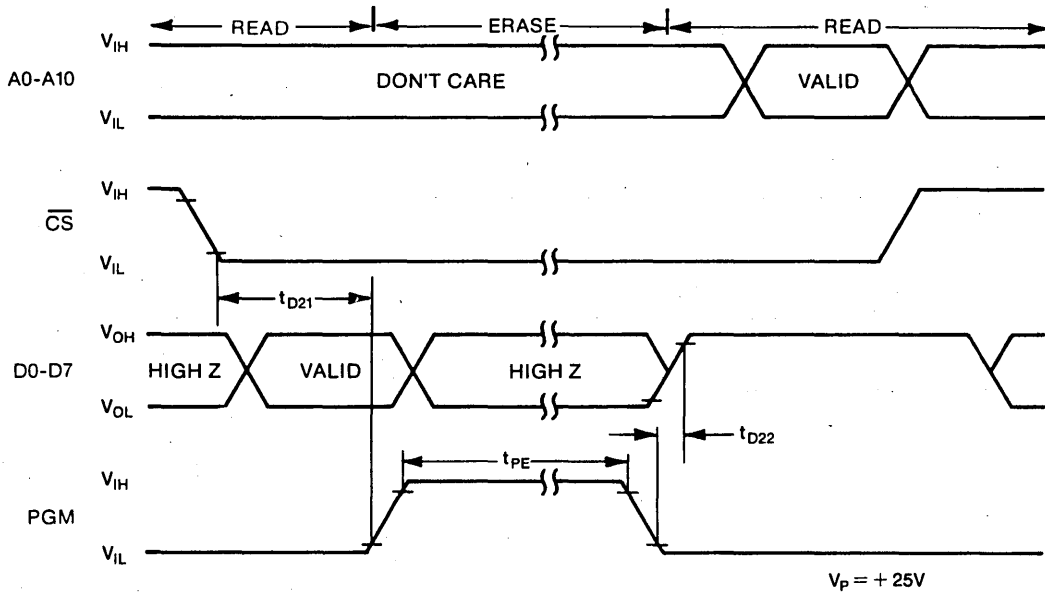 READ ERASE READ
V_IH
A0-A10 DON'T CARE VALID
V_IL
V_IH
CS
V_IL
t_D21
V_OH
D0-D7 HIGH Z VALID HIGH Z
V_OL
t_D22
t_PE
V_IH
PGM
V_IL
V_P = + 25V